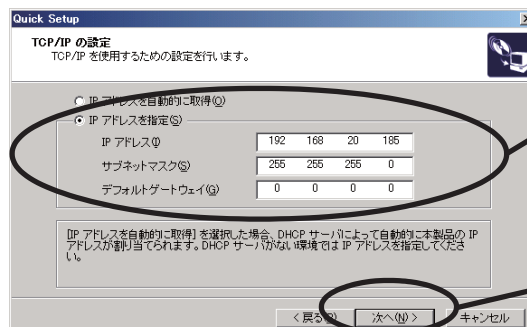 Quick Setup
TCP/IP の設定
TCP/IP を使用するための設定を行います。
IP アドレスを自動的に取得(O)
IP アドレスを指定(S)
IP アドレス(I) 192 168 20 185
サブネットマスク(S) 255 255 255 0
デフォルトゲートウェイ(G) 0 0 0 0
[IP アドレスを自動的に取得] を選択した場合、DHCP サーバによって自動的に本製品の IP
アドレスが割り当てられます。DHCP サーバがない環境では IP アドレスを指定してくださ
い。
< 戻る(B) 次へ(N) > キャンセル